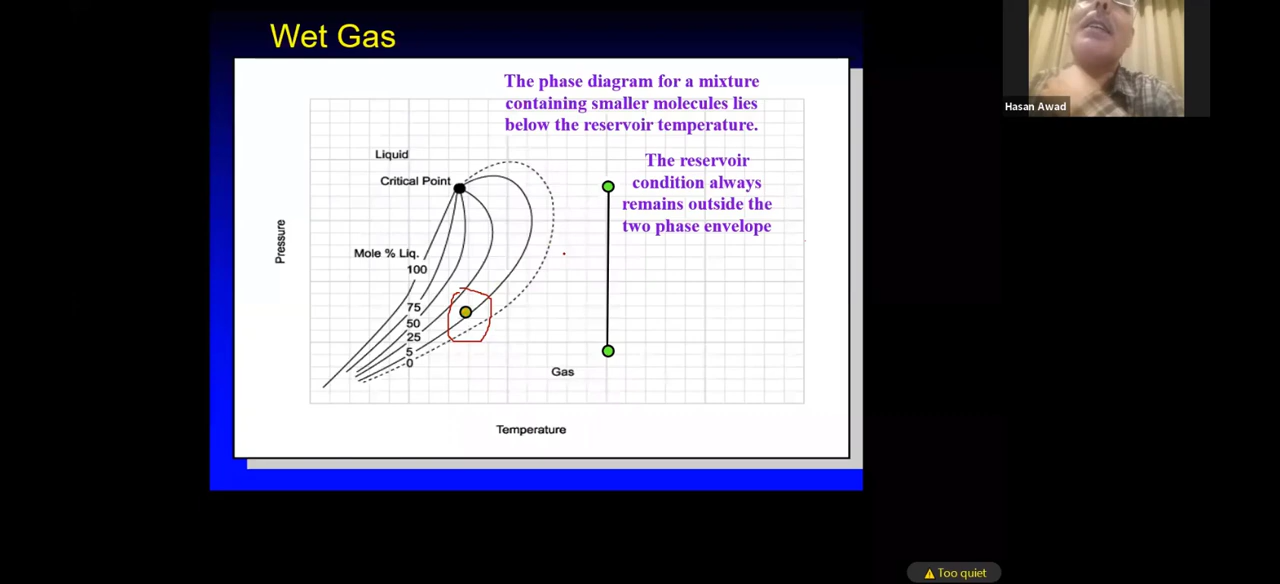 Wet Gas
The phase diagram for a mixture
containing smaller molecules lies
below the reservoir temperature.
The reservoir
condition always
remains outside the
two phase envelope
Liquid
Critical Point
Mole % Liq.
100
75
50
25
5
0
Gas
Pressure
Temperature
Hasan Awad
Too quiet